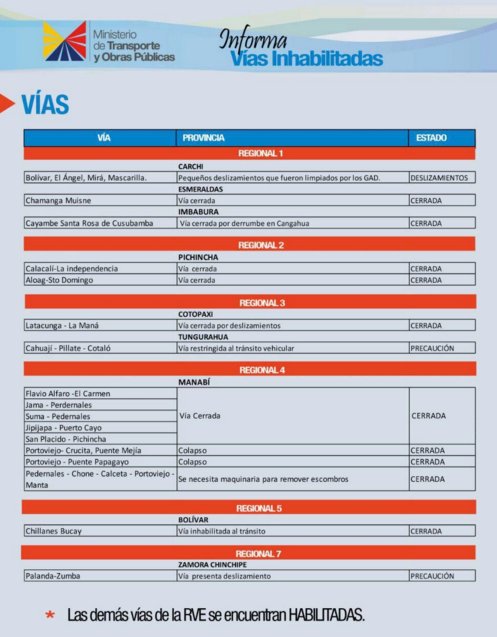 Ministerio
de Transporte
y Obras Públicas
Informa
Vías Inhabilitadas
VÍAS
VÍA PROVINCIA ESTADO
REGIONAL 1
CARCHI
Bolívar, El Ángel, Mirá, Mascarilla. Pequeños deslizamientos que fueron limpiados por los GAD. DESLIZAMIENTOS
ESMERALDAS
Chamanga Muisne Vía cerrada CERRADA
IMBABURA
Cayambe Santa Rosa de Cusubamba Vía cerrada por derrumbe en Cangahua CERRADA
REGIONAL 2
PICHINCHA
Calacalí-La independencia Vía cerrada CERRADA
Aloag-Sto Domingo Vía cerrada CERRADA
REGIONAL 3
COTOPAXI
Latacunga - La Maná Vía cerrada por deslizamientos CERRADA
TUNGURAHUA
Cahuají - Pillate - Cotaló Vía restringida al tránsito vehicular PRECAUCIÓN
REGIONAL 4
MANABÍ
Flavio Alfaro -El Carmen
Jama - Perdernales
Suma - Pedernales Via Cerrada CERRADA
Jipijapa - Puerto Cayo
San Placido - Pichincha
Portoviejo- Crucita, Puente Mejía Colapso CERRADA
Portoviejo - Puente Papagayo Colapso CERRADA
Pedernales - Chone - Calceta - Portoviejo -
Manta Se necesita maquinaria para remover escombros CERRADA
REGIONAL 5
BOLÍVAR
Chillanes Bucay Vía inhabilitada al tránsito CERRADA
REGIONAL 7
ZAMORA CHINCHIPE
Palanda-Zumba Vía presenta deslizamiento PRECAUCIÓN
* Las demás vías de la RVE se encuentran HABILITADAS.